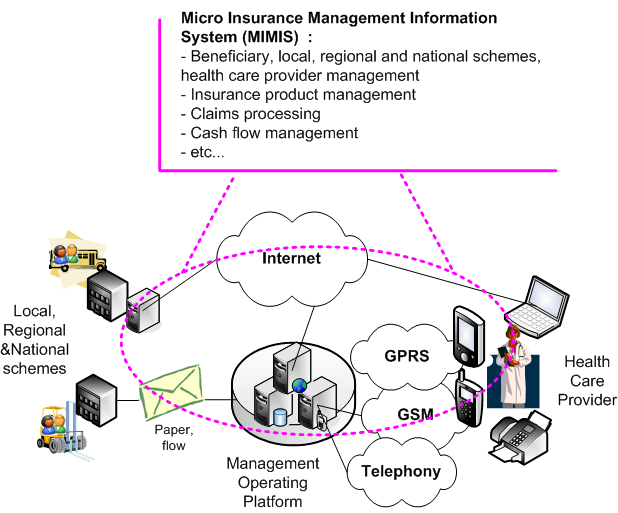 Micro Insurance Management Information
System (MIMIS)  :
- Beneficiary, local, regional and national schemes,
health care provider management
- Insurance product management
- Claims processing
- Cash flow management
- etc...
Internet
Local,
Regional
&National
schemes
GPRS
Health
Care
Provider
GSM
Paper,
flow
Telephony
Management
Operating
Platform